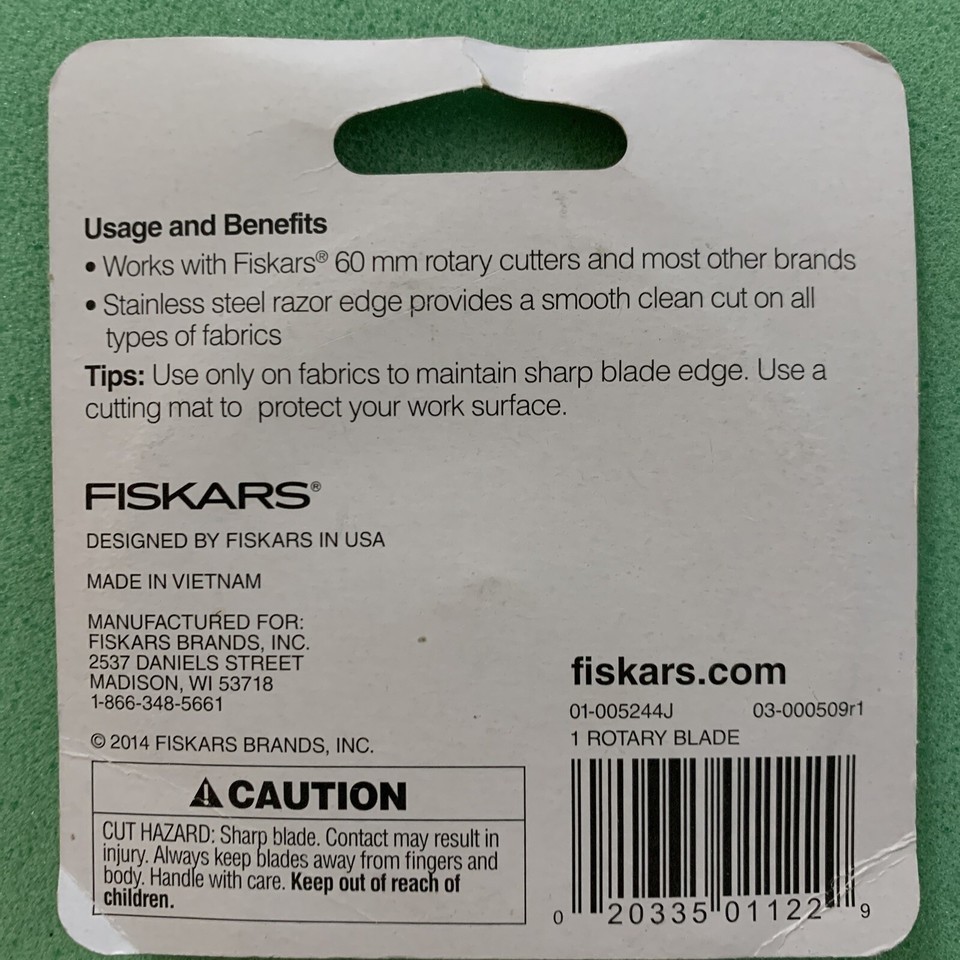 Usage and Benefits
• Works with Fiskars® 60 mm rotary cutters and most other brands
• Stainless steel razor edge provides a smooth clean cut on all
types of fabrics
Tips: Use only on fabrics to maintain sharp blade edge. Use a
cutting mat to protect your work surface.
FISKARS®
DESIGNED BY FISKARS IN USA
MADE IN VIETNAM
MANUFACTURED FOR:
FISKARS BRANDS, INC.
2537 DANIELS STREET
MADISON, WI 53718
1-866-348-5661
© 2014 FISKARS BRANDS, INC.
⚠ CAUTION
CUT HAZARD: Sharp blade. Contact may result in
injury. Always keep blades away from fingers and
body. Handle with care. Keep out of reach of
children.
fiskars.com
01-005244J 03-000509r1
1 ROTARY BLADE
0 20335 01122 9